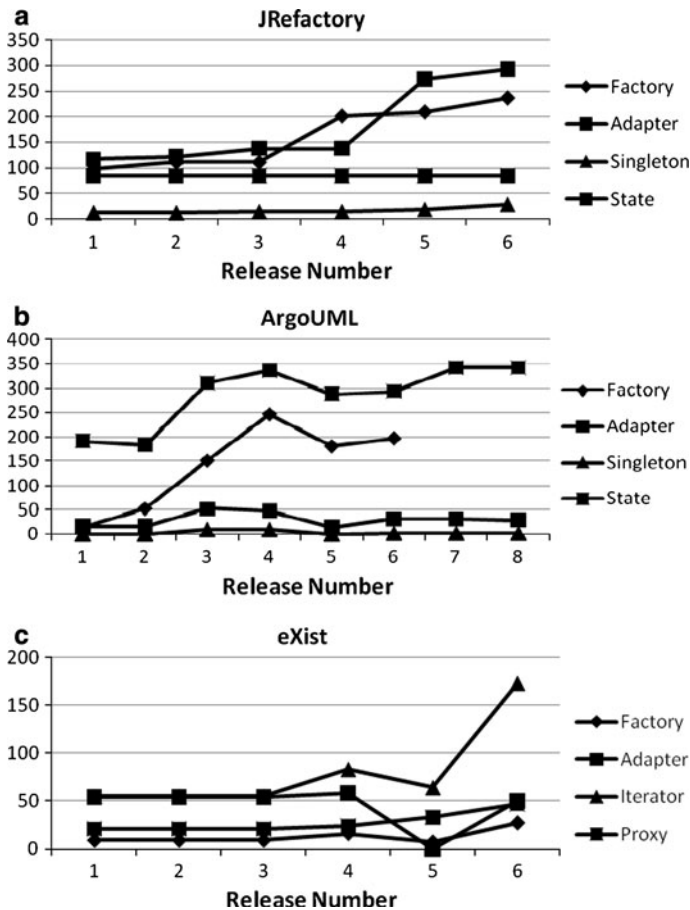 a
JRefactory
350
300
250
200
150
100
50
0
1 2 3 4 5 6
Release Number
Factory
Adapter
Singleton
State
b
ArgoUML
400
350
300
250
200
150
100
50
0
1 2 3 4 5 6 7 8
Release Number
Factory
Adapter
Singleton
State
c
eXist
200
150
100
50
0
1 2 3 4 5 6
Release Number
Factory
Adapter
Iterator
Proxy